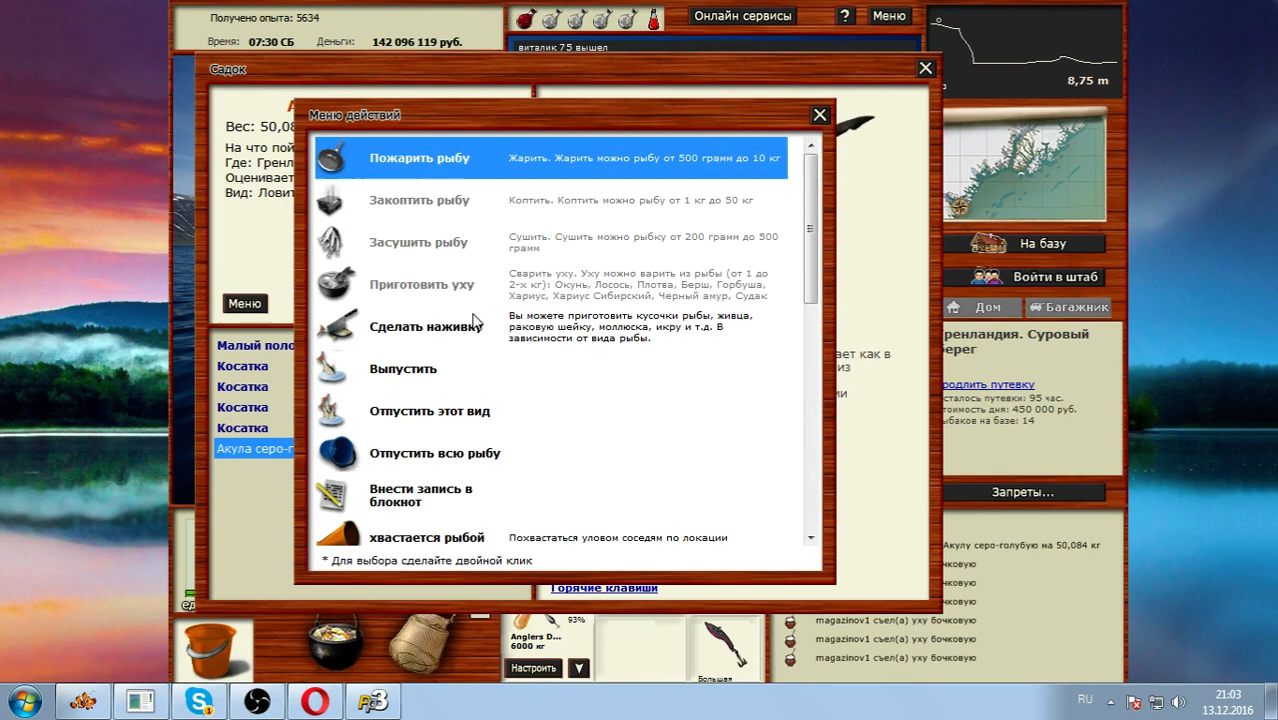 Получено опыта: 5634
Время: 07:30 СБ Деньги: 142 096 119 руб.
Онлайн сервисы
?
Меню
виталик 75 вышел
8,75 m
Садок
Меню действий
Вес: 50,08
На что пой
Где: Гренл
Оценивает
Вид: Ловит
Меню
Малый поло
Косатка
Косатка
Косатка
Косатка
Акула серо-г
Пожарить рыбу
Жарить. Жарить можно рыбу от 500 грамм до 10 кг
Закоптить рыбу
Коптить. Коптить можно рыбу от 1 кг до 50 кг
Засушить рыбу
Сушить. Сушить можно рыбку от 200 грамм до 500
грамм
Приготовить уху
Сварить уху. Уху можно варить из рыбы (от 1 до
2-х кг): Окунь, Лосось, Плотва, Берш, Горбуша,
Хариус, Хариус Сибирский, Черный амур, Судак
Сделать наживку
Вы можете приготовить кусочки рыбы, живца,
раковую шейку, моллюска, икру и т.д. В
зависимости от вида рыбы.
Выпустить
Отпустить этот вид
Отпустить всю рыбу
Внести запись в
блокнот
хвастается рыбой
Похвастаться уловом соседям по локации
* Для выбора сделайте двойной клик
ает как в
из
ии
Горячие клавиши
На базу
Войти в штаб
Дом
Багажник
ренландия. Суровый
ерег
родлить путевку
сталось путевки: 95 час.
тоимость дня: 450 000 руб.
ыбаков на базе: 14
Запреты...
Акулу серо-голубую на 50,084 кг
бочковую
бочковую
бочковую
magazinov1 съел(а) уху бочковую
magazinov1 съел(а) уху бочковую
magazinov1 съел(а) уху бочковую
93%
Anglers D...
6000 кг
Настроить
Большая
RU
21:03
13.12.2016